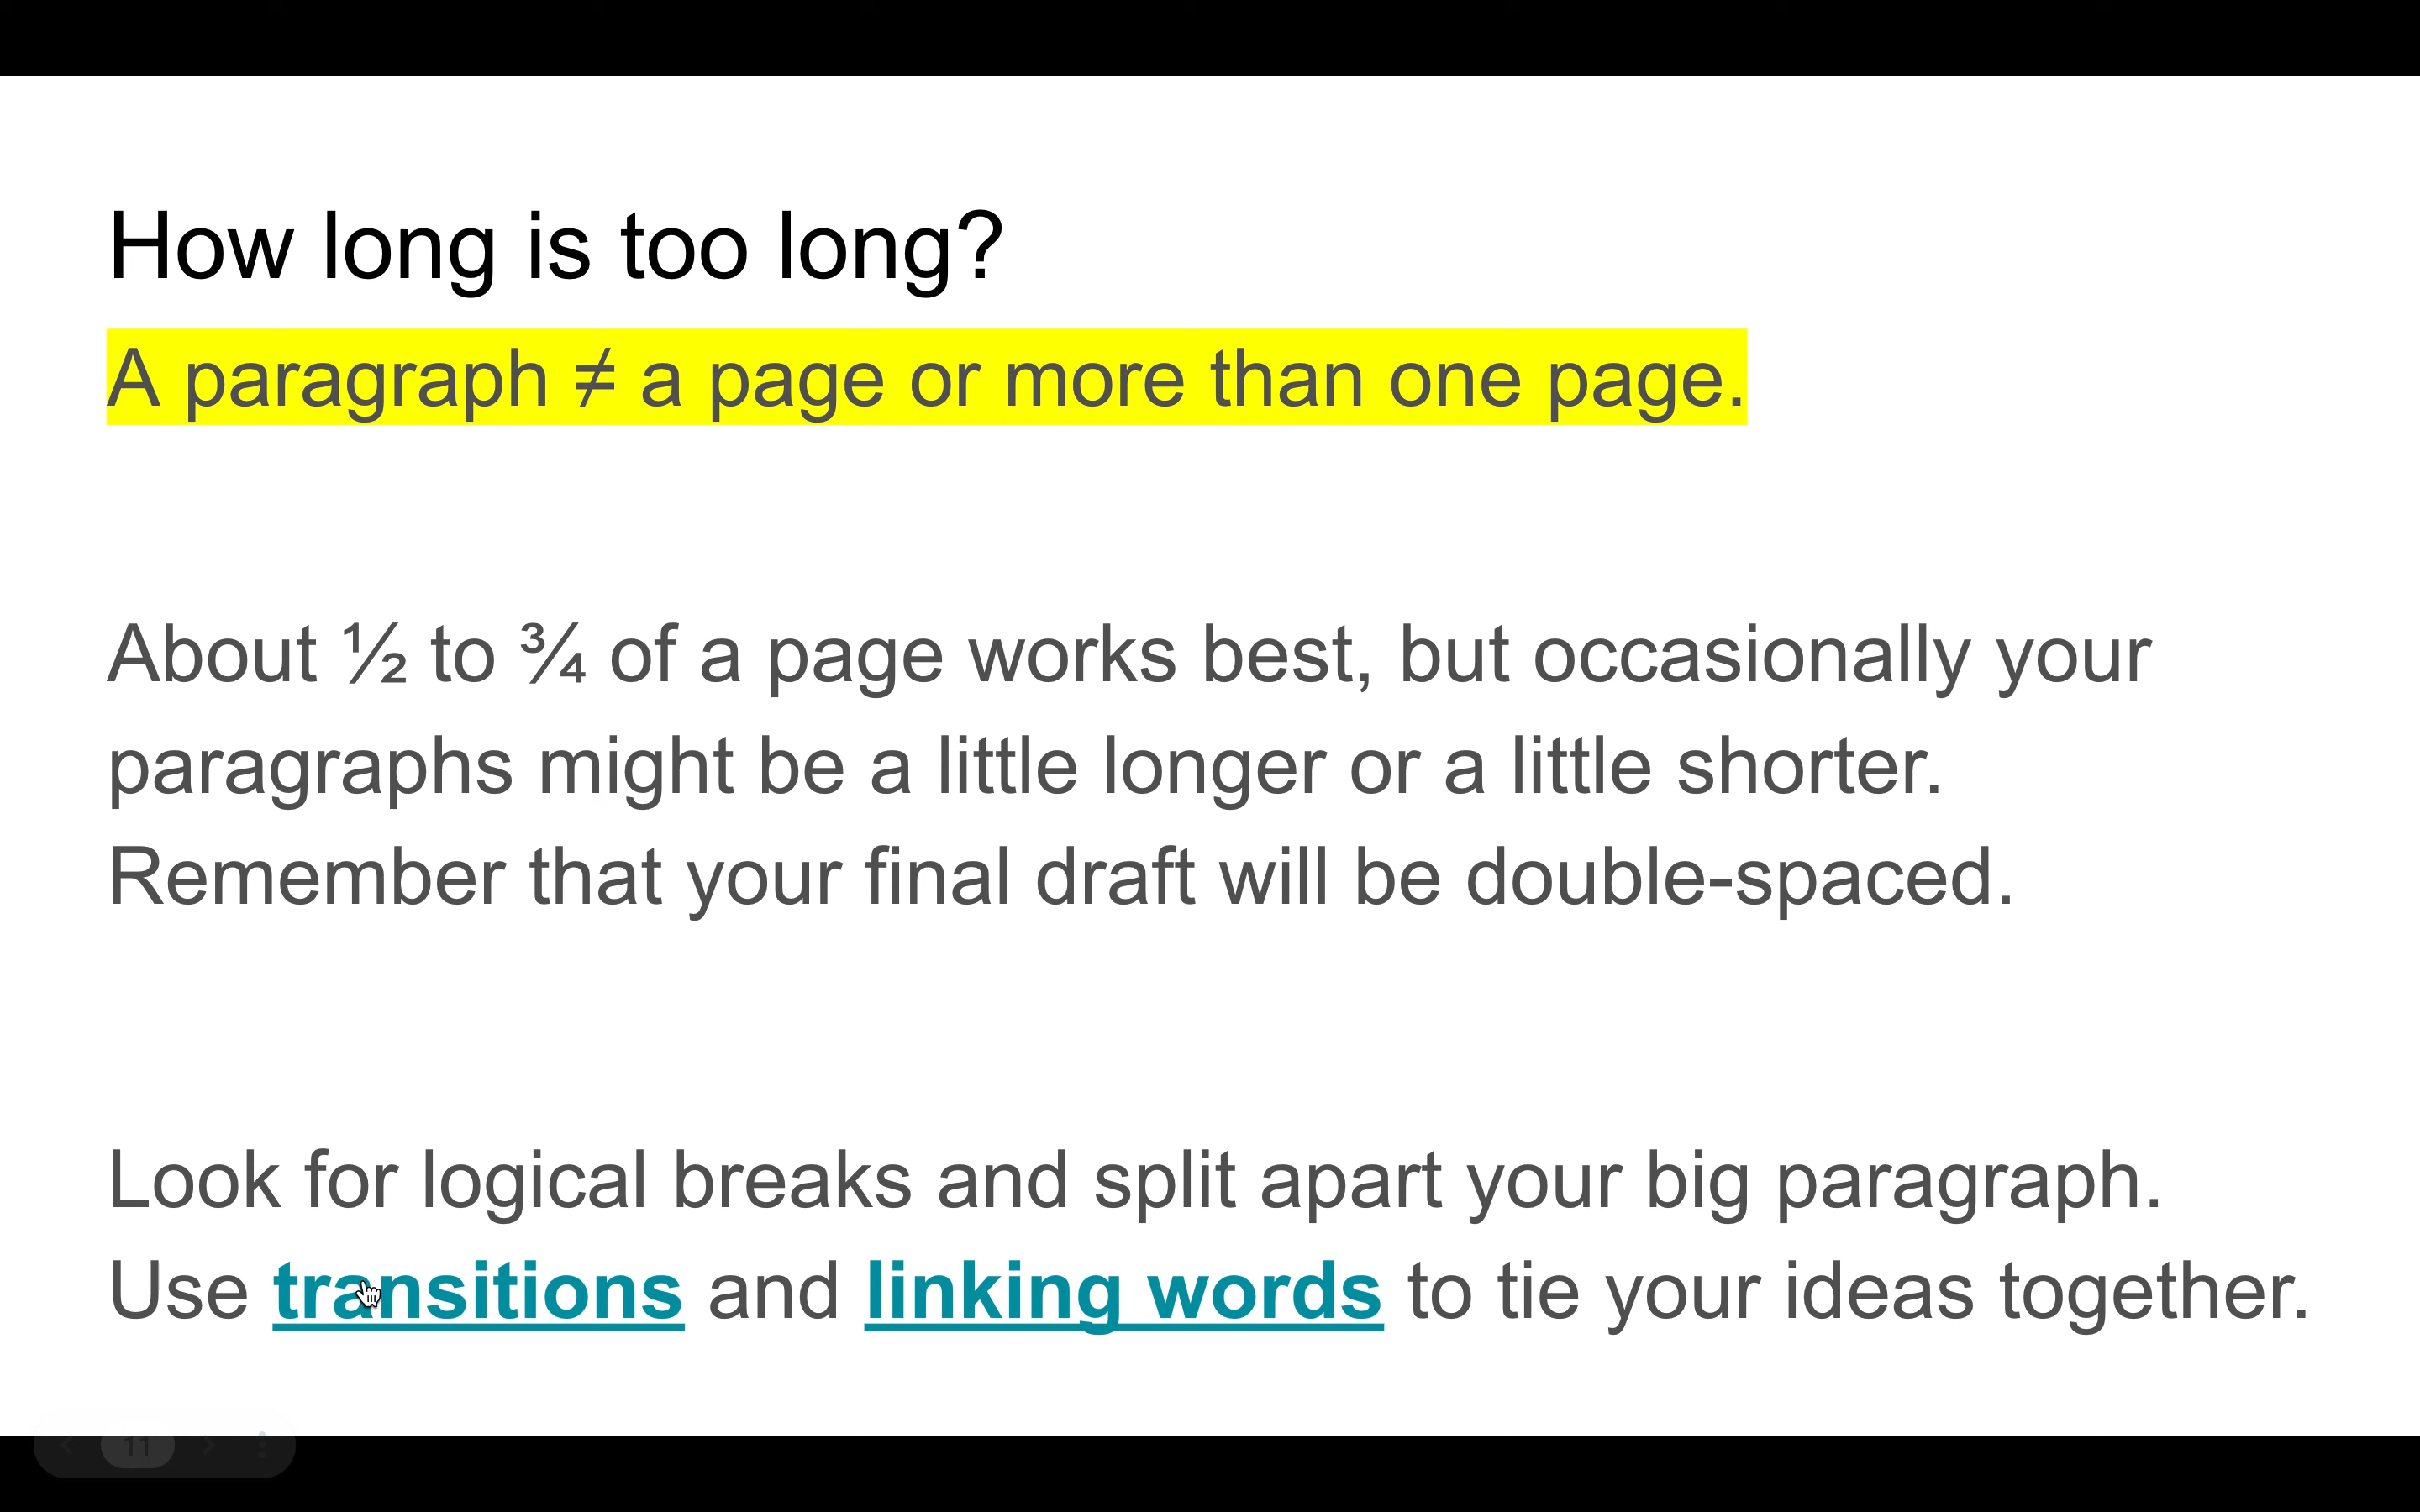 How long is too long?
A paragraph ≠ a page or more than one page.
About ½ to ¾ of a page works best, but occasionally your
paragraphs might be a little longer or a little shorter.
Remember that your final draft will be double-spaced.
Look for logical breaks and split apart your big paragraph.
Use transitions and linking words to tie your ideas together.
11